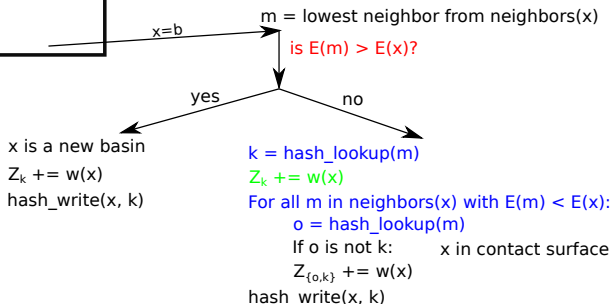 x=b
m = lowest neighbor from neighbors(x)
is E(m) > E(x)?
yes
no
x is a new basin
Zk += w(x)
hash_write(x, k)
k = hash_lookup(m)
Zk += w(x)
For all m in neighbors(x) with E(m) < E(x):
o = hash_lookup(m)
If o is not k: x in contact surface
Z{o,k} += w(x)
hash_write(x, k)